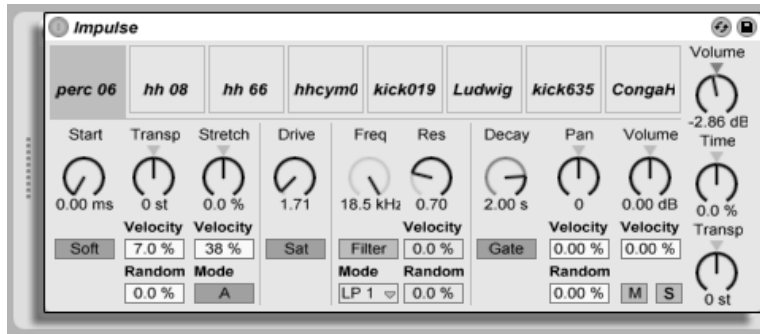 Impulse
Volume
-2.86 dB
perc 06 hh 08 hh 66 hhcym0 kick019 Ludwig kick635 CongaH
Start Transp Stretch Drive Freq Res Decay Pan Volume Time
0.00 ms 0 st 0.0 % 1.71 18.5 kHz 0.70 2.00 s 0 0.00 dB 0.0 %
Velocity Velocity Velocity Velocity Velocity Transp
Soft 7.0 % 38 % Sat Filter 0.0 % Gate 0.00 % 0.00 %
Random Mode Mode Random Random
0.0 % A LP 1 0.0 % 0.00 % M S 0 st